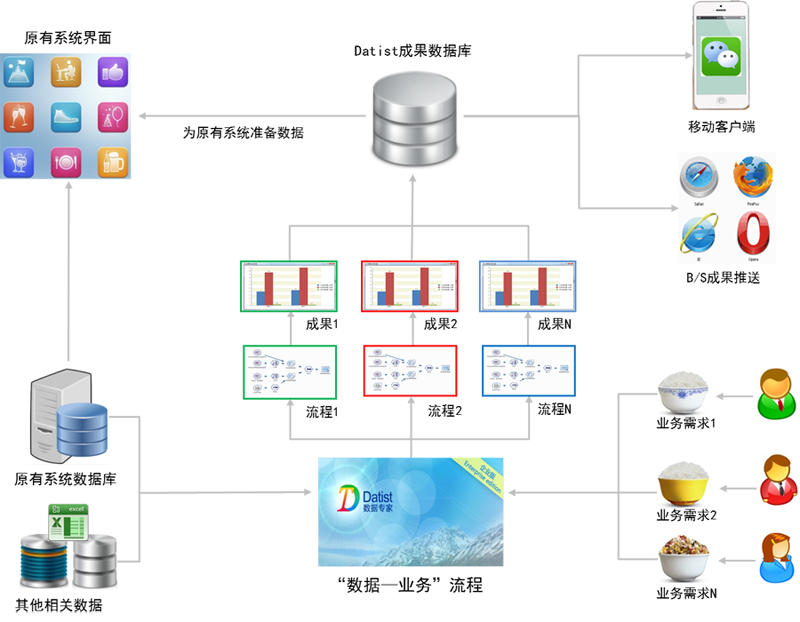 原有系统界面
Datist成果数据库
为原有系统准备数据
移动客户端
Safari
FireFox
IE
Opera
B/S成果推送
成果1
成果2
成果N
流程1
流程2
流程N
原有系统数据库
excel
其他相关数据
企业版
Enterprise edition
Datist
数据专家
“数据—业务”流程
业务需求1
业务需求2
业务需求N